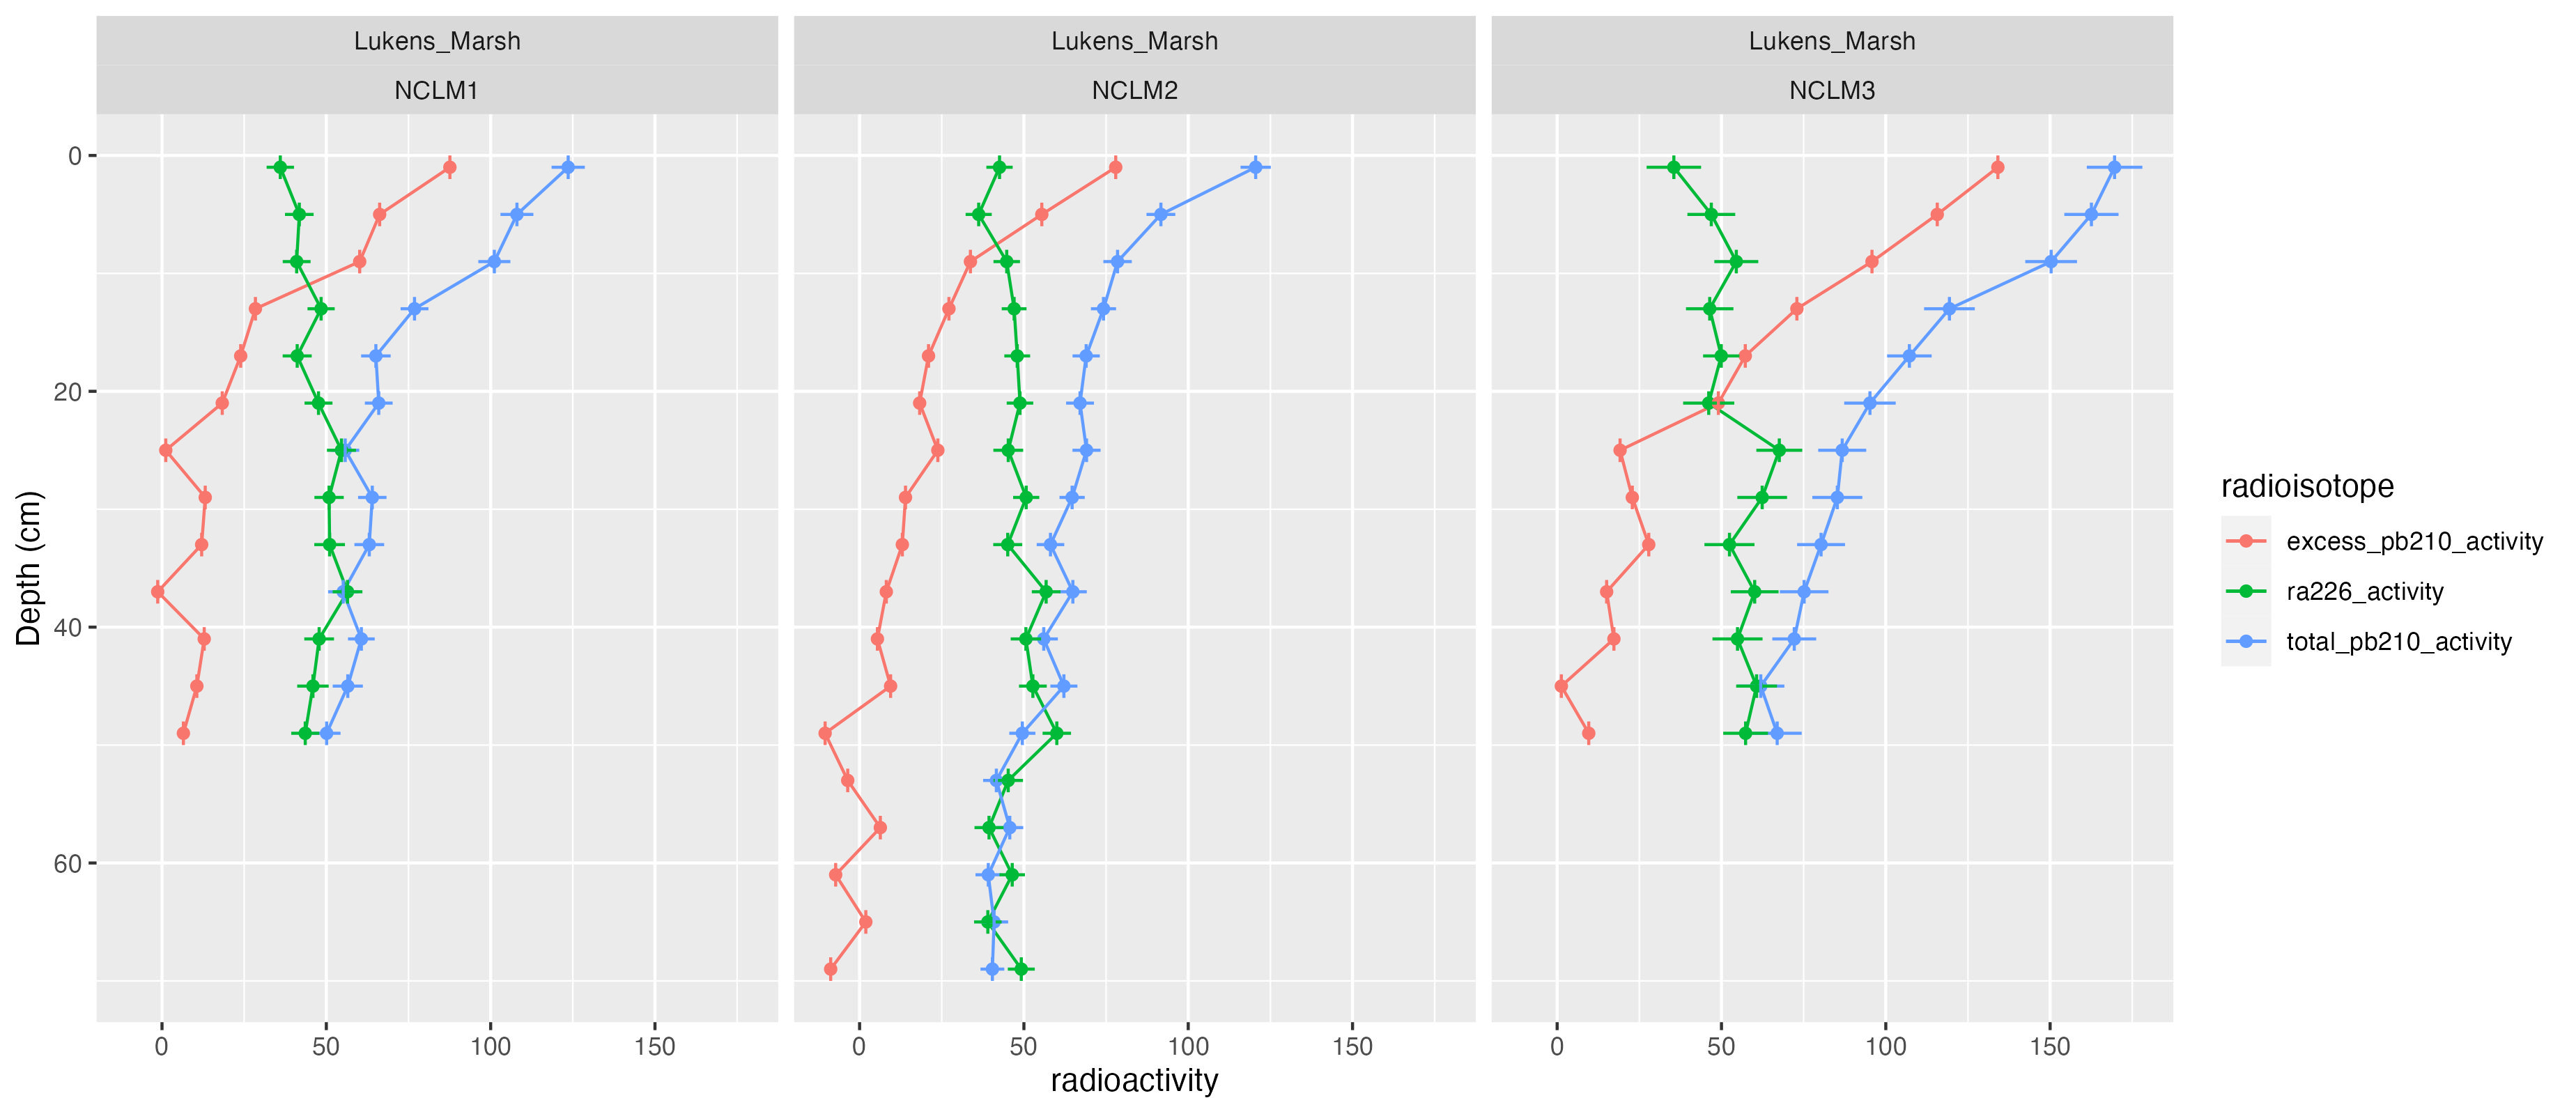 Lukens_Marsh Lukens_Marsh Lukens_Marsh
NCLM1 NCLM2 NCLM3
0
20
40
60
Depth (cm)
0 50 100 150 0 50 100 150 0 50 100 150
radioactivity
radioisotope
excess_pb210_activity
ra226_activity
total_pb210_activity